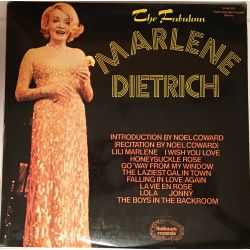 The Fabulous
MARLENE
DIETRICH
INTRODUCTION BY NOEL COWARD
(RECITATION BY NOEL COWARD)
LILI MARLENE I WISH YOU LOVE
HONEYSUCKLE ROSE
GO 'WAY FROM MY WINDOW
THE LAZIEST GAL IN TOWN
FALLING IN LOVE AGAIN
LA VIE EN ROSE
LOLA JONNY
THE BOYS IN THE BACKROOM
Hallmark
records